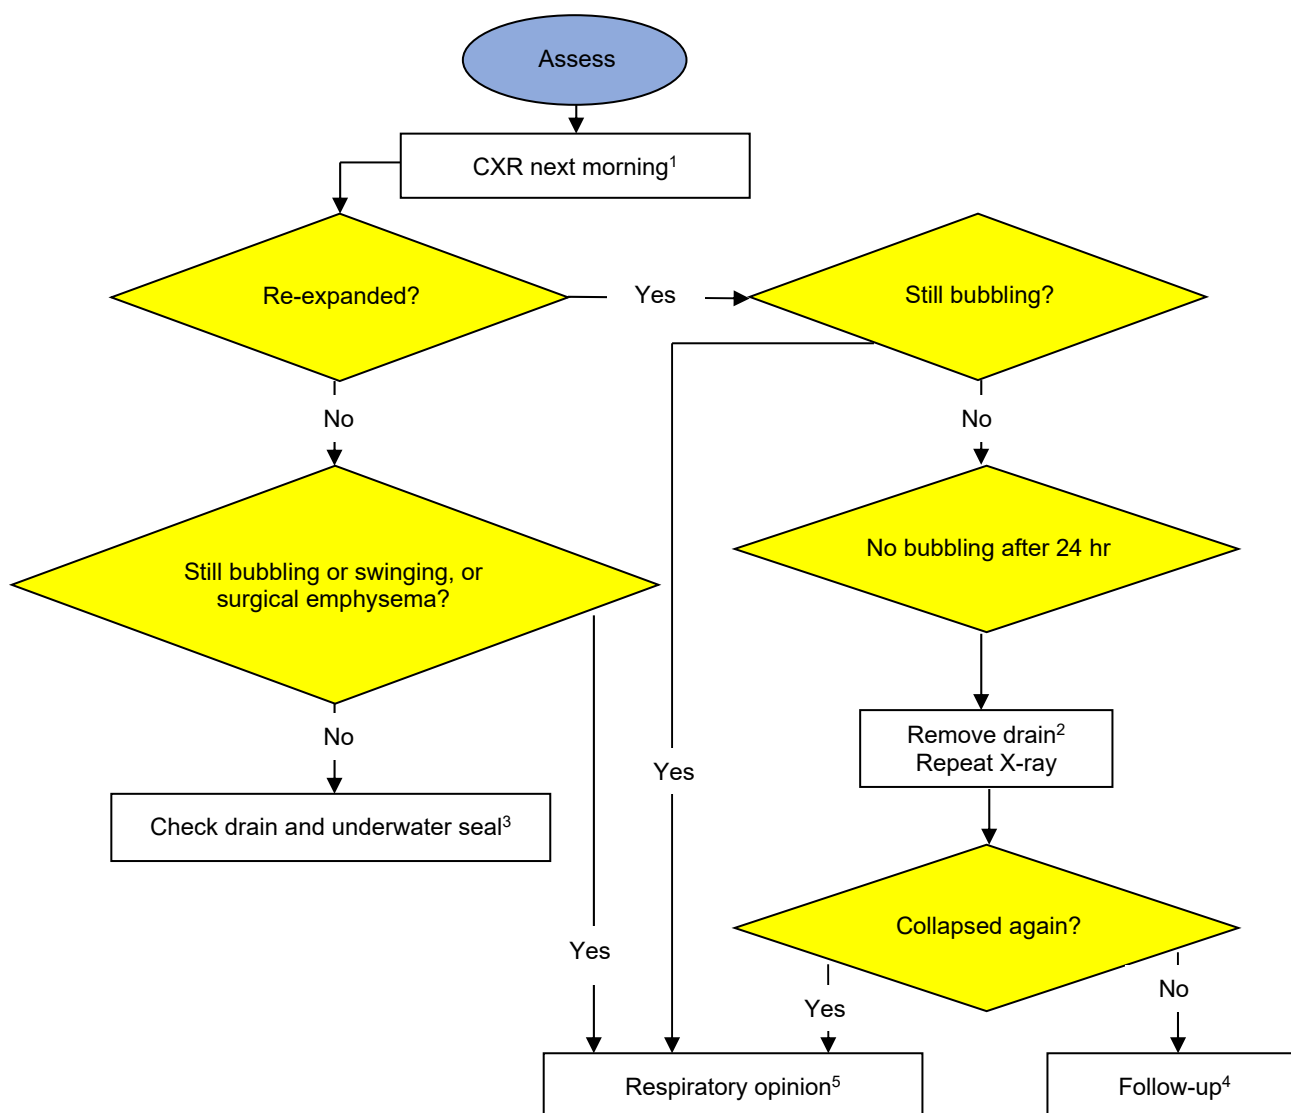 Assess
CXR next morning¹
Re-expanded?
Yes
Still bubbling?
No
No
Still bubbling or swinging, or
surgical emphysema?
No bubbling after 24 hr
No
Remove drain²
Repeat X-ray
Yes
Check drain and underwater seal³
Collapsed again?
Yes
Yes
No
Respiratory opinion⁵
Follow-up⁴